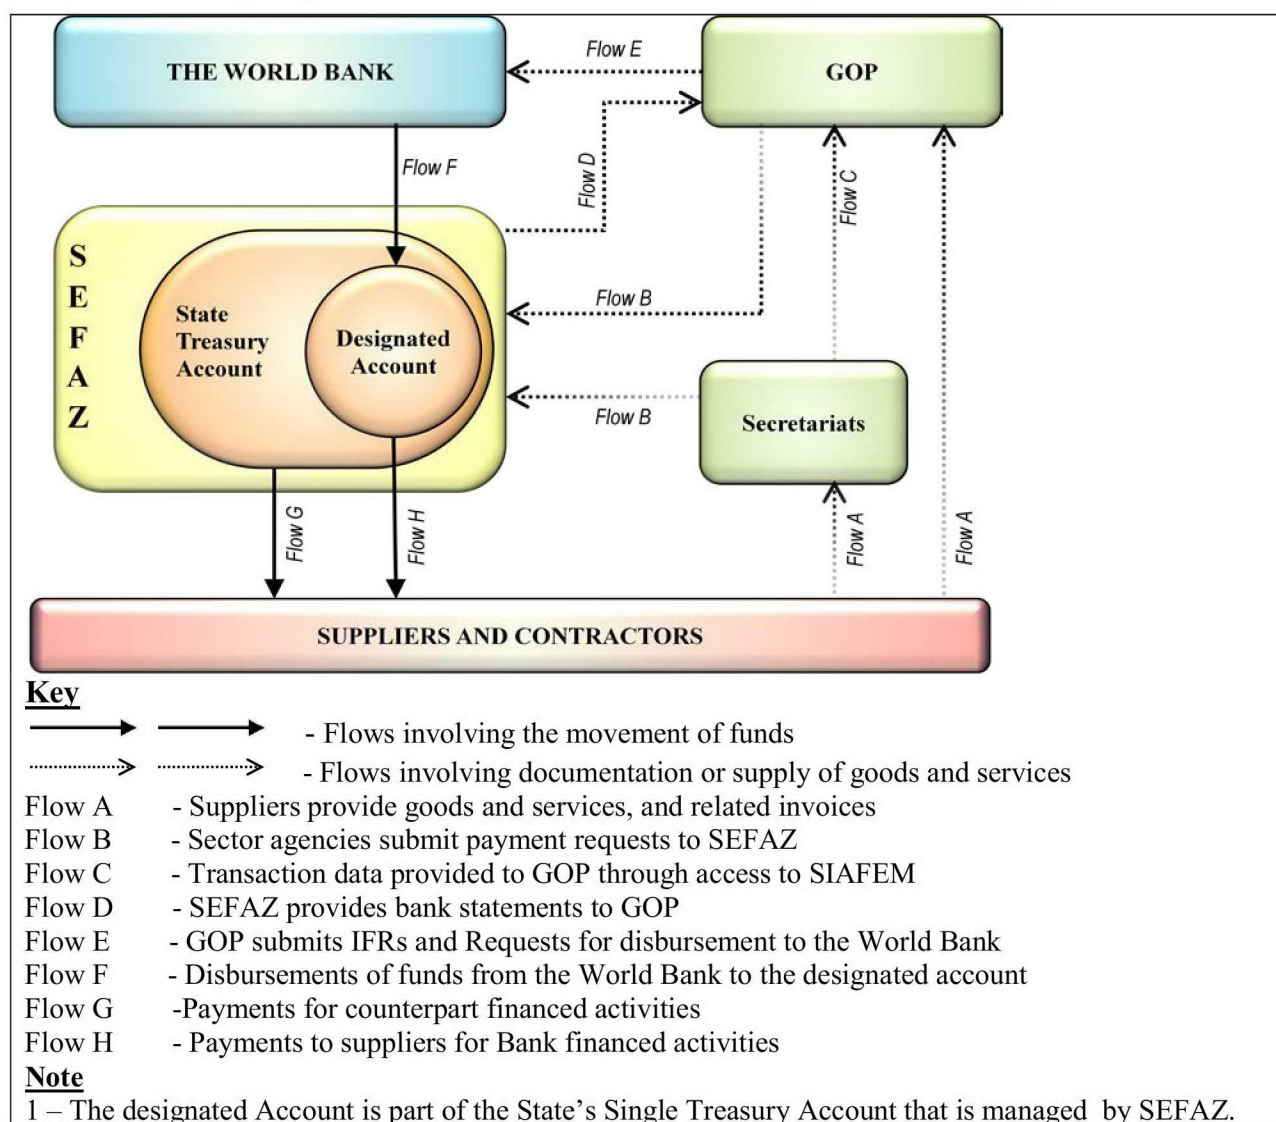 THE WORLD BANK
Flow E
GOP
Flow F
Flow D
Flow C
S
E
F
A
Z
State
Treasury
Account
Designated
Account
Flow B
Flow B
Secretariats
Flow G
Flow H
Flow A
Flow A
SUPPLIERS AND CONTRACTORS
Key
- Flows involving the movement of funds
- Flows involving documentation or supply of goods and services
Flow A - Suppliers provide goods and services, and related invoices
Flow B - Sector agencies submit payment requests to SEFAZ
Flow C - Transaction data provided to GOP through access to SIAFEM
Flow D - SEFAZ provides bank statements to GOP
Flow E - GOP submits IFRs and Requests for disbursement to the World Bank
Flow F - Disbursements of funds from the World Bank to the designated account
Flow G -Payments for counterpart financed activities
Flow H - Payments to suppliers for Bank financed activities
Note
1 – The designated Account is part of the State’s Single Treasury Account that is managed by SEFAZ.